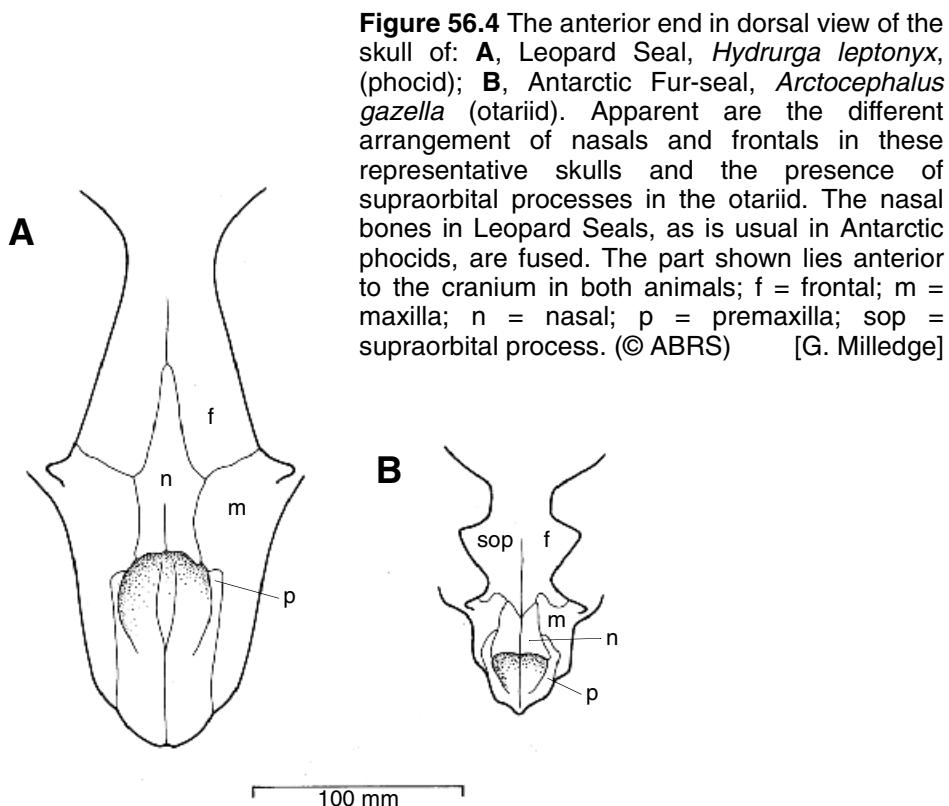 Figure 56.4 The anterior end in dorsal view of the
skull of: A, Leopard Seal, Hydrurga leptonyx,
(phocid); B, Antarctic Fur-seal, Arctocephalus
gazella (otariid). Apparent are the different
arrangement of nasals and frontals in these
representative skulls and the presence of
supraorbital processes in the otariid. The nasal
bones in Leopard Seals, as is usual in Antarctic
phocids, are fused. The part shown lies anterior
to the cranium in both animals; f = frontal; m =
maxilla; n = nasal; p = premaxilla; sop =
supraorbital process. (© ABRS) [G. Milledge]
A
f
n
m
p
B
sop f
m
n
p
100 mm